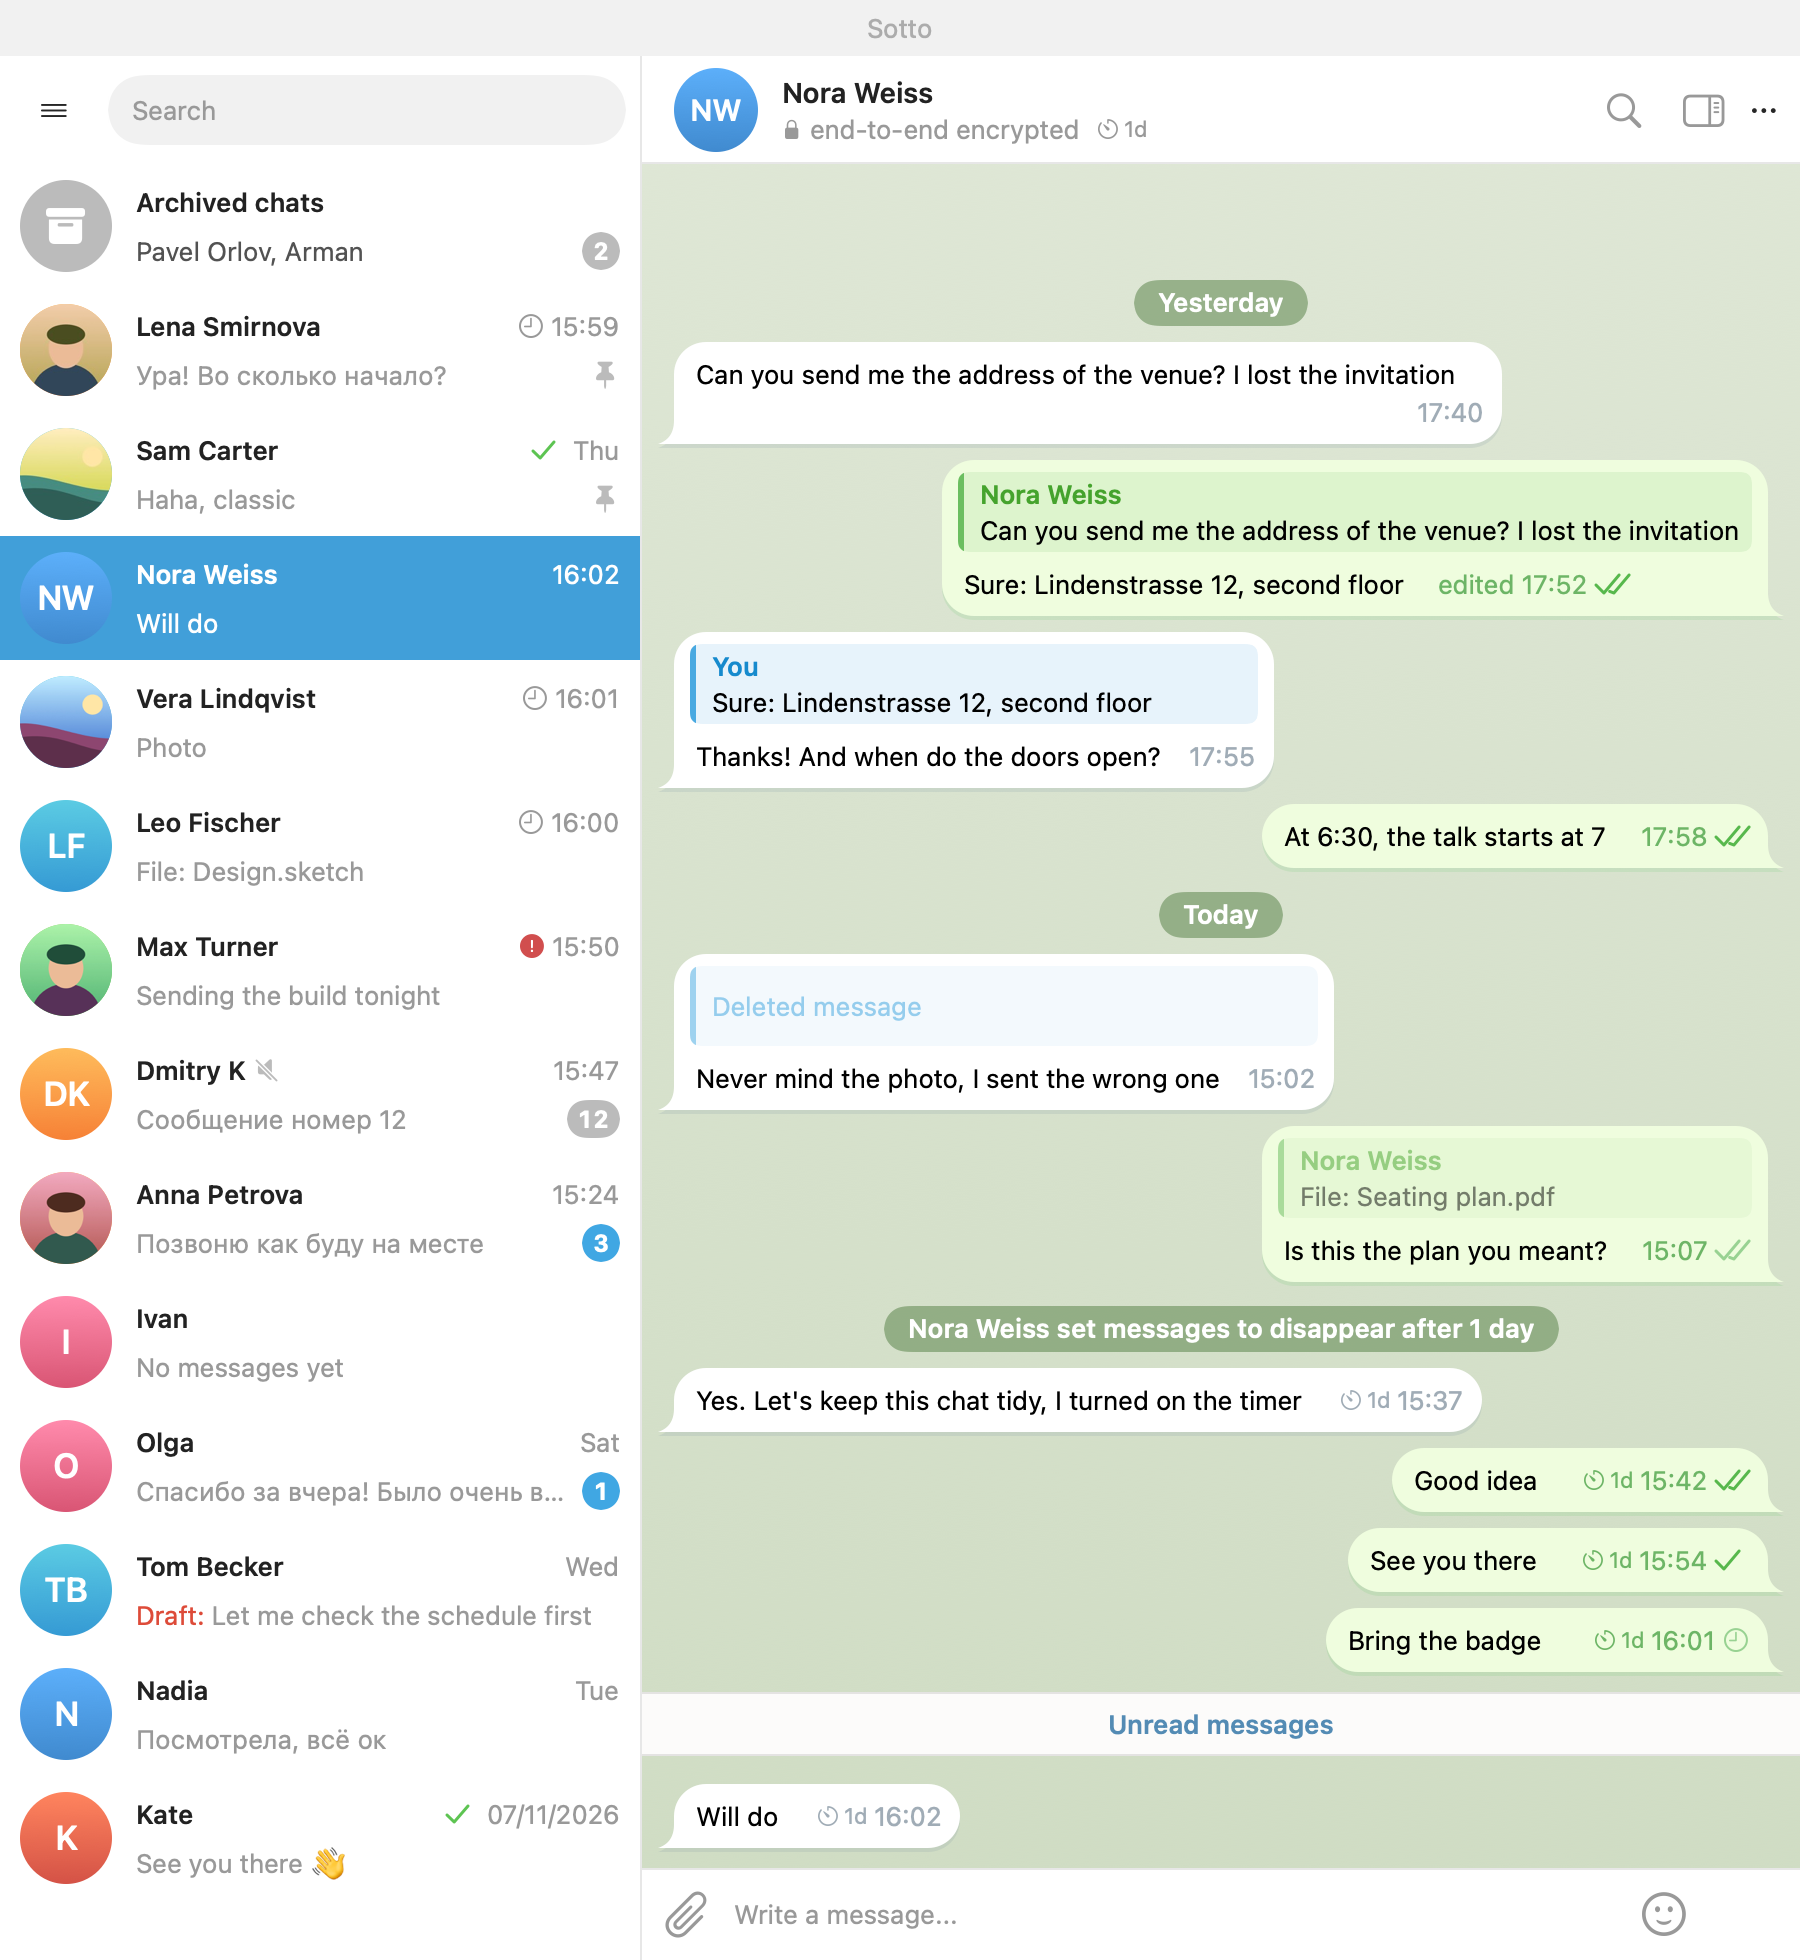 Sotto
Search
Archived chats
Pavel Orlov, Arman
2
Lena Smirnova
15:59
Ура! Во сколько начало?
Sam Carter
Thu
Haha, classic
NW
Nora Weiss
16:02
Will do
Vera Lindqvist
16:01
Photo
LF
Leo Fischer
16:00
File: Design.sketch
Max Turner
15:50
Sending the build tonight
DK
Dmitry K
15:47
Сообщение номер 12
12
Anna Petrova
15:24
Позвоню как буду на месте
3
I
Ivan
No messages yet
O
Olga
Sat
Спасибо за вчера! Было очень в...
1
TB
Tom Becker
Wed
Draft: Let me check the schedule first
N
Nadia
Tue
Посмотрела, всё ок
K
Kate
07/11/2026
See you there 👋
NW
Nora Weiss
end-to-end encrypted 1d
Yesterday
Can you send me the address of the venue? I lost the invitation
17:40
Nora Weiss
Can you send me the address of the venue? I lost the invitation
Sure: Lindenstrasse 12, second floor edited 17:52
You
Sure: Lindenstrasse 12, second floor
Thanks! And when do the doors open? 17:55
At 6:30, the talk starts at 7 17:58
Today
Deleted message
Never mind the photo, I sent the wrong one 15:02
Nora Weiss
File: Seating plan.pdf
Is this the plan you meant? 15:07
Nora Weiss set messages to disappear after 1 day
Yes. Let's keep this chat tidy, I turned on the timer 1d 15:37
Good idea 1d 15:42
See you there 1d 15:54
Bring the badge 1d 16:01
Unread messages
Will do 1d 16:02
Write a message...